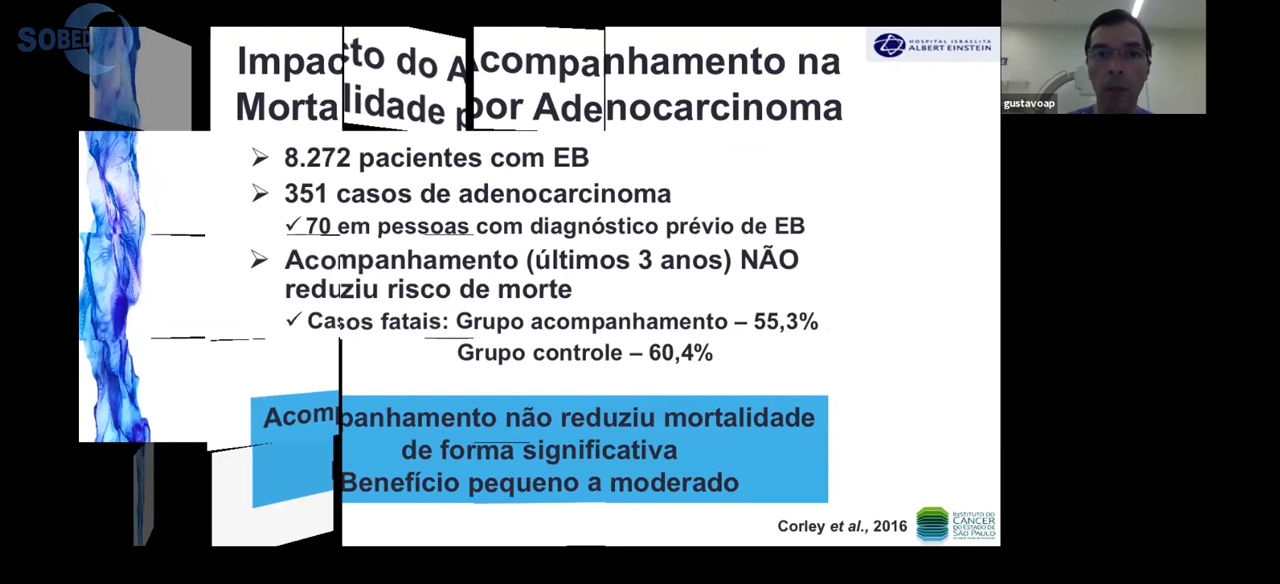 SOBED
Impacto do Acompanhamento na
Mortalidade por Adenocarcinoma
HOSPITAL ISRAELITA
ALBERT EINSTEIN
gustavoap
8.272 pacientes com EB
351 casos de adenocarcinoma
70 em pessoas com diagnóstico prévio de EB
Acompanhamento (últimos 3 anos) NÃO
reduziu risco de morte
Casos fatais: Grupo acompanhamento – 55,3%
Grupo controle – 60,4%
Acompanhamento não reduziu mortalidade
de forma significativa
Benefício pequeno a moderado
Corley et al., 2016
INSTITUTO DO
CÂNCER
DO ESTADO DE
SÃO PAULO